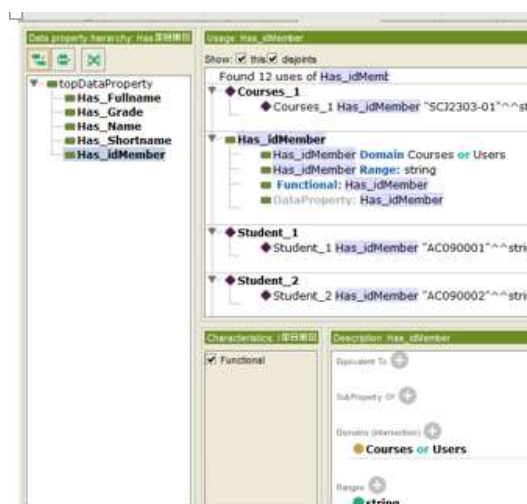 Data property hierarchy: Has
topDataProperty
Has_Fullname
Has_Grade
Has_Name
Has_Shortname
Has_idMember
Usage: Has_idMember
Show: this disjoints
Found 12 uses of Has_idMemb
Courses_1
Courses_1 Has_idMember "SCJ2303-01"^^st
Has_idMember
Has_idMember Domain Courses or Users
Has_idMember Range: string
Functional: Has_idMember
DataProperty: Has_idMember
Student_1
Student_1 Has_idMember "AC090001"^^stri
Student_2
Student_2 Has_idMember "AC090002"^^stri
Characteristics:
Functional
Description: Has_idMember
Equivalent To
SubProperty Of
Domains (intersection)
Courses or Users
Ranges
string